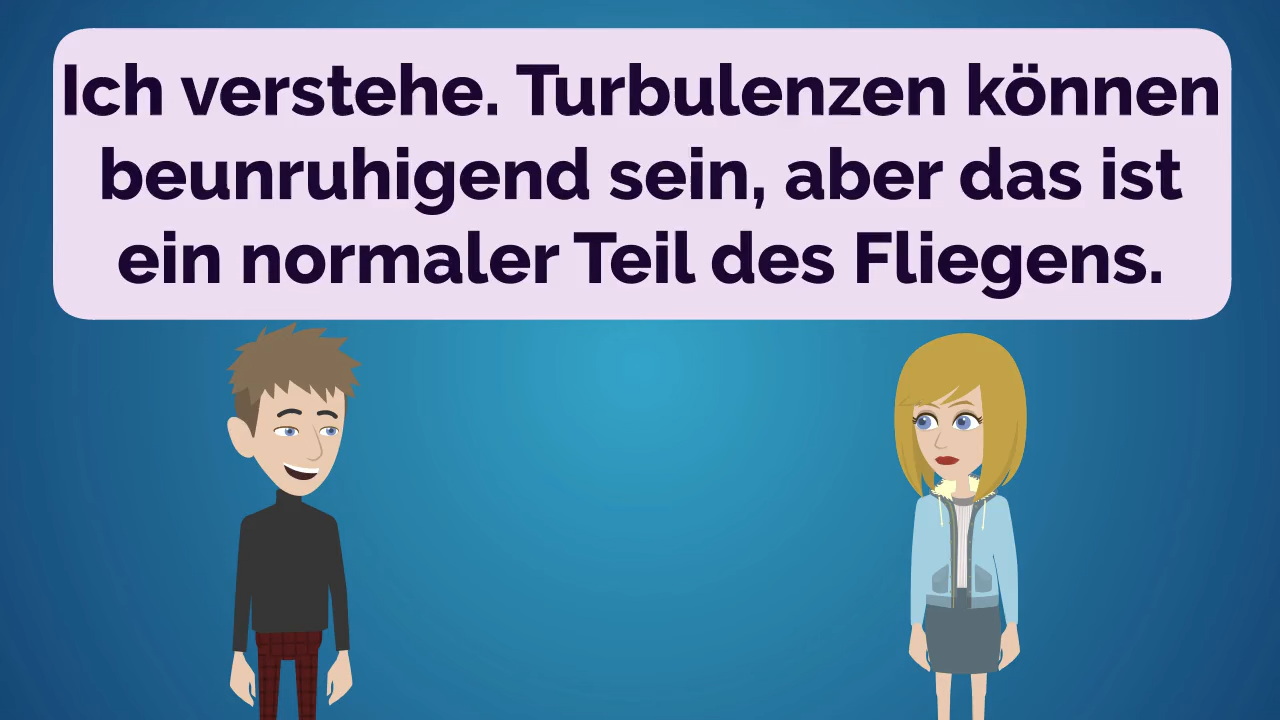 Ich verstehe. Turbulenzen können
beunruhigend sein, aber das ist
ein normaler Teil des Fliegens.